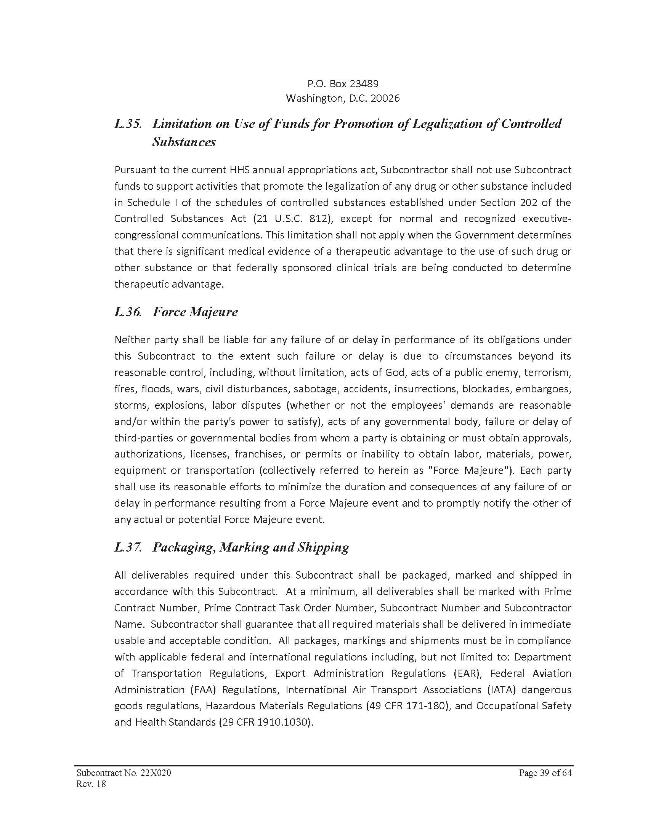 P.O. Box 23489
Washington, D.C. 20026
L.35. Limitation on Use of Funds for Promotion of Legalization of Controlled
Substances
Pursuant to the current HHS annual appropriations act, Subcontractor shall not use Subcontract
funds to support activities that promote the legalization of any drug or other substance included
in Schedule I of the schedules of controlled substances established under Section 202 of the
Controlled Substances Act (21 U.S.C. 812), except for normal and recognized executive-
congressional communications. This limitation shall not apply when the Government determines
that there is significant medical evidence of a therapeutic advantage to the use of such drug or
other substance or that federally sponsored clinical trials are being conducted to determine
therapeutic advantage.
L.36. Force Majeure
Neither party shall be liable for any failure of or delay in performance of its obligations under
this Subcontract to the extent such failure or delay is due to circumstances beyond its
reasonable control, including, without limitation, acts of God, acts of a public enemy, terrorism,
fires, floods, wars, civil disturbances, sabotage, accidents, insurrections, blockades, embargoes,
storms, explosions, labor disputes (whether or not the employees' demands are reasonable
and/or within the party's power to satisfy), acts of any governmental body, failure or delay of
third-parties or governmental bodies from whom a party is obtaining or must obtain approvals,
authorizations, licenses, franchises, or permits or inability to obtain labor, materials, power,
equipment or transportation (collectively referred to herein as "Force Majeure"). Each party
shall use its reasonable efforts to minimize the duration and consequences of any failure of or
delay in performance resulting from a Force Majeure event and to promptly notify the other of
any actual or potential Force Majeure event.
L.37. Packaging, Marking and Shipping
All deliverables required under this Subcontract shall be packaged, marked and shipped in
accordance with this Subcontract. At a minimum, all deliverables shall be marked with Prime
Contract Number, Prime Contract Task Order Number, Subcontract Number and Subcontractor
Name. Subcontractor shall guarantee that all required materials shall be delivered in immediate
usable and acceptable condition. All packages, markings and shipments must be in compliance
with applicable federal and international regulations including, but not limited to: Department
of Transportation Regulations, Export Administration Regulations (EAR), Federal Aviation
Administration (FAA) Regulations, International Air Transport Associations (IATA) dangerous
goods regulations, Hazardous Materials Regulations (49 CFR 171-180), and Occupational Safety
and Health Standards (29 CFR 1910.1030).
Subcontract No. 22X020
Page 39 of 64
Rev. 18